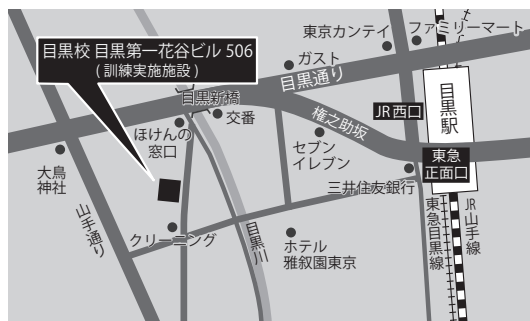 目黒校 目黒第一花谷ビル 506
(訓練実施施設)
東京カンテイ
ファミリーマート
ガスト
目黒通り
目黒新橋
交番
権之助坂
JR西口
目黒駅
ほけんの
窓口
セブン
イレブン
東急
正面口
三井住友銀行
大鳥
神社
山手通り
クリーニング
目黒川
ホテル
雅叙園東京
東急目黒線
JR
山手線